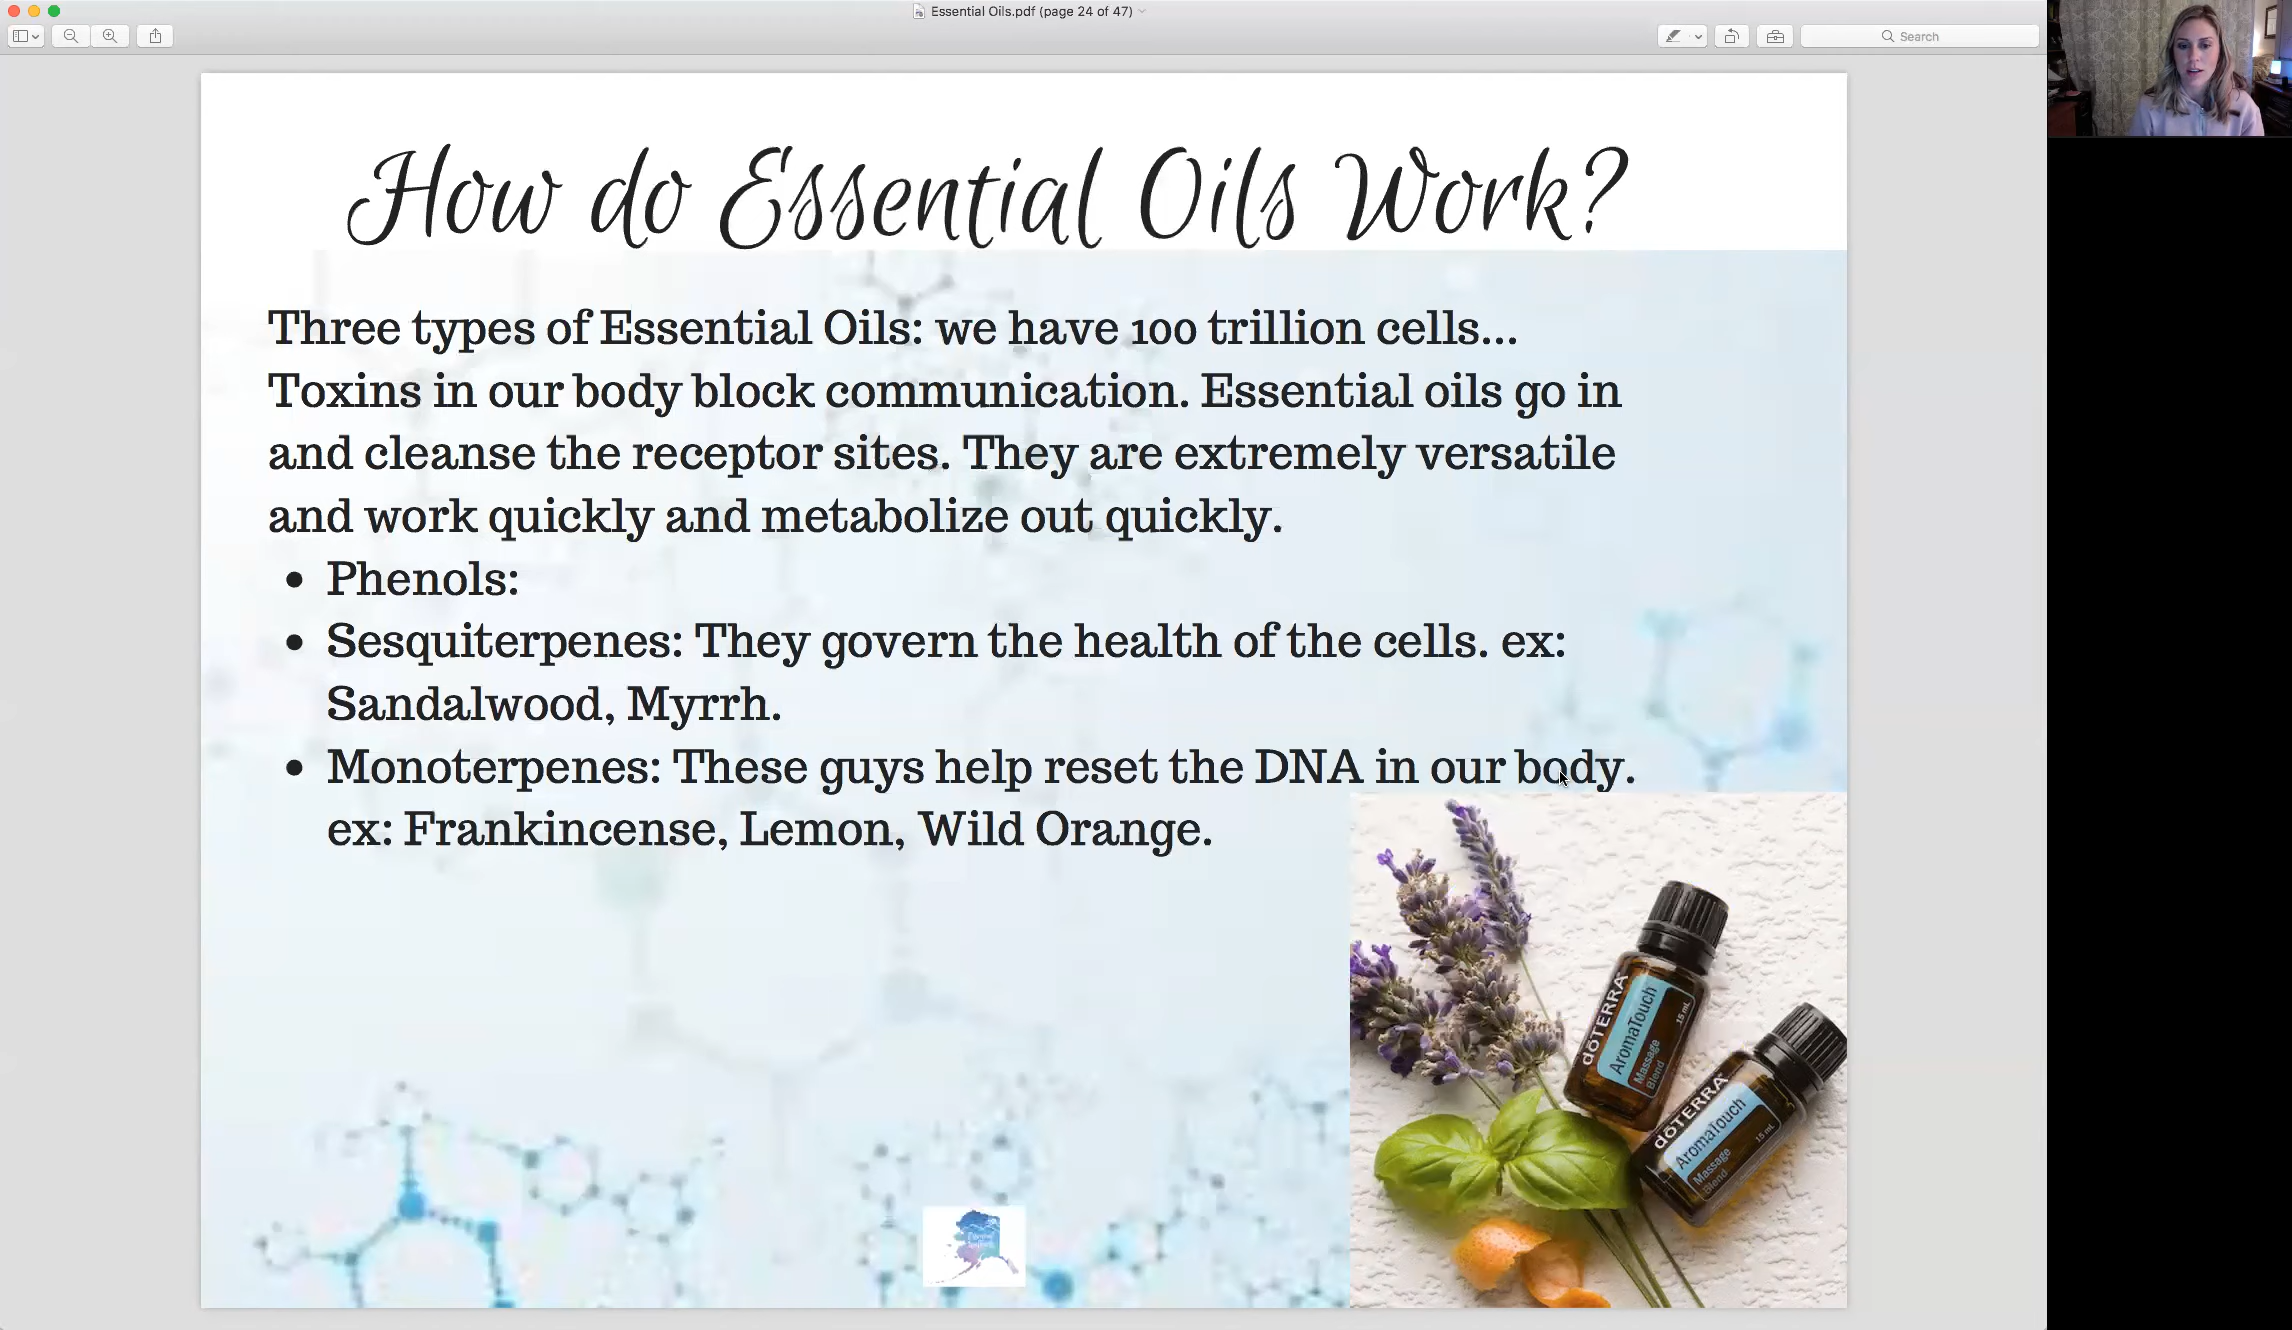 Essential Oils.pdf (page 24 of 47)
Search
How do Essential Oils Work?
Three types of Essential Oils: we have 100 trillion cells...
Toxins in our body block communication. Essential oils go in
and cleanse the receptor sites. They are extremely versatile
and work quickly and metabolize out quickly.
• Phenols:
• Sesquiterpenes: They govern the health of the cells. ex:
Sandalwood, Myrrh.
• Monoterpenes: These guys help reset the DNA in our body.
ex: Frankincense, Lemon, Wild Orange.
dōTERRA
AromaTouch
Massage
Blend
15 mL
dōTERRA
AromaTouch
Massage
Blend
15 mL